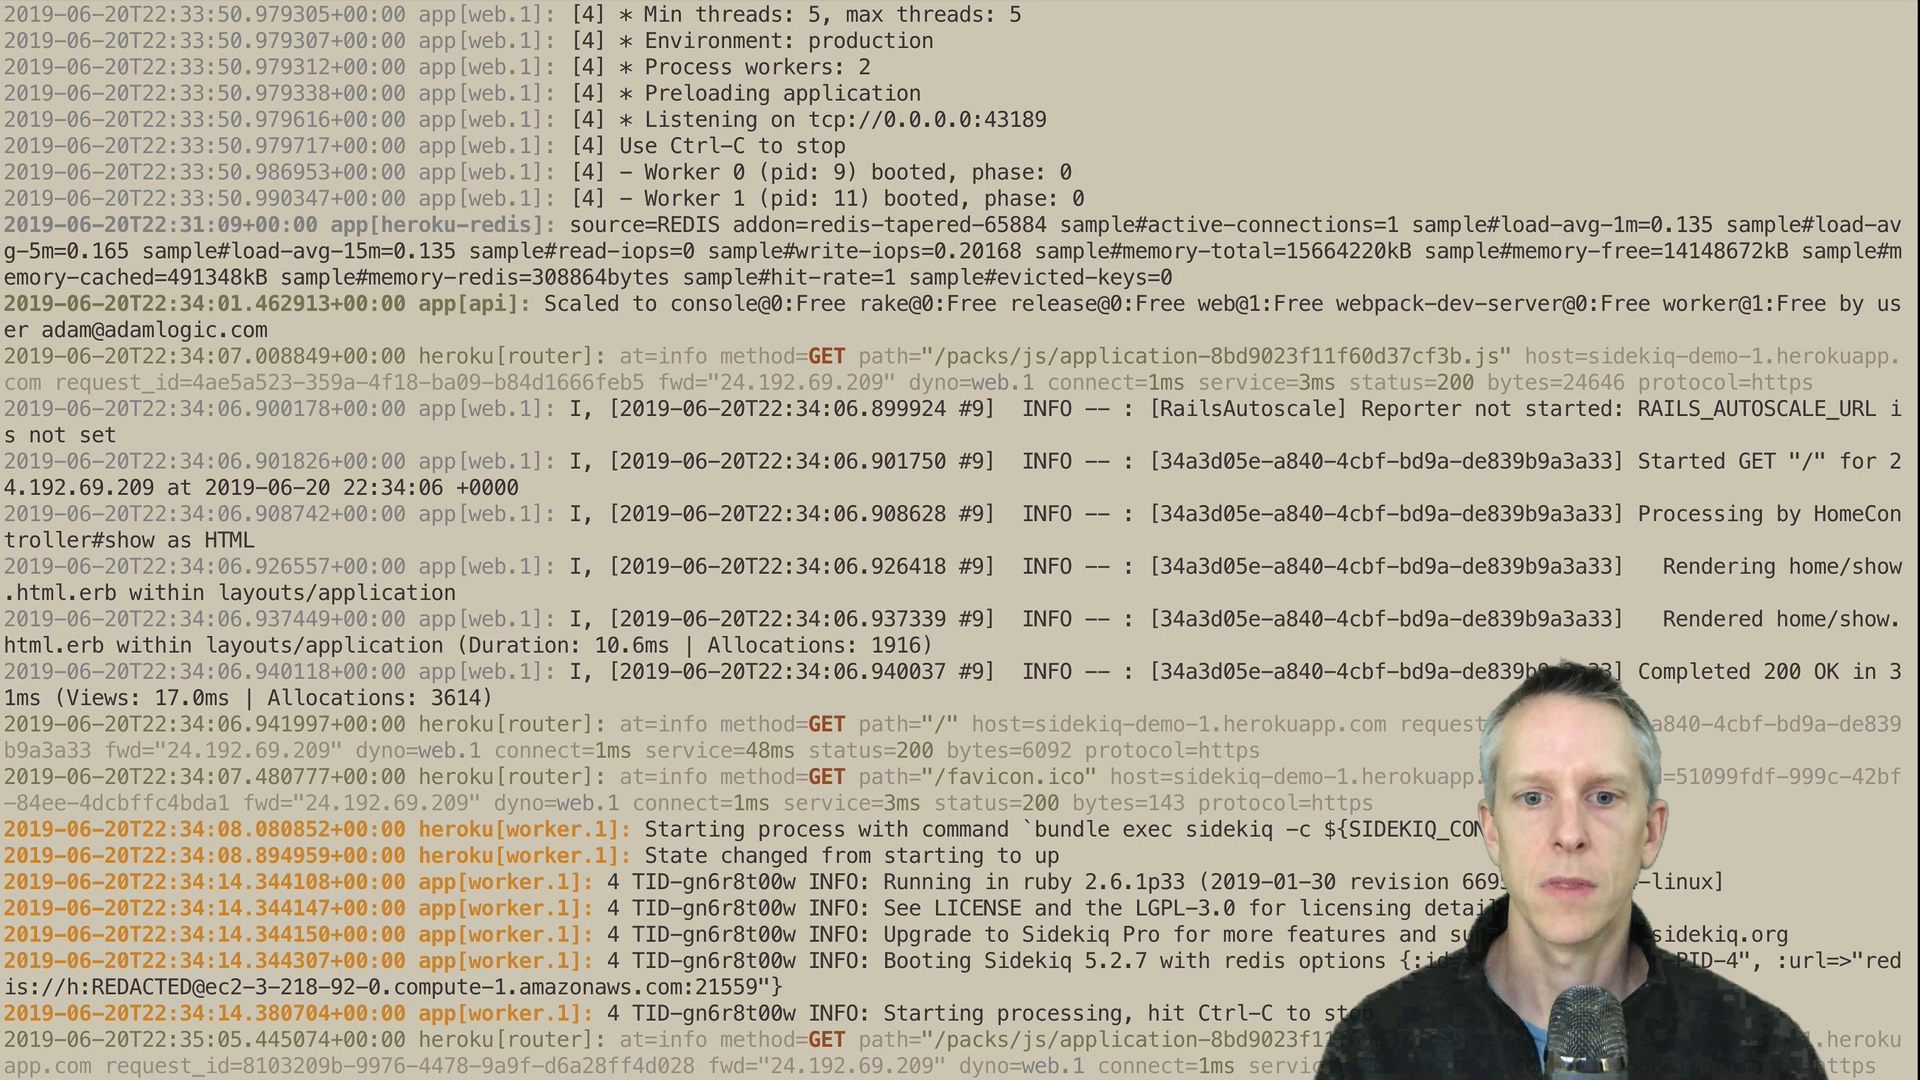 2019-06-20T22:33:50.979305+00:00 app[web.1]: [4] * Min threads: 5, max threads: 5
2019-06-20T22:33:50.979307+00:00 app[web.1]: [4] * Environment: production
2019-06-20T22:33:50.979312+00:00 app[web.1]: [4] * Process workers: 2
2019-06-20T22:33:50.979338+00:00 app[web.1]: [4] * Preloading application
2019-06-20T22:33:50.979616+00:00 app[web.1]: [4] * Listening on tcp://0.0.0.0:43189
2019-06-20T22:33:50.979717+00:00 app[web.1]: [4] Use Ctrl-C to stop
2019-06-20T22:33:50.986953+00:00 app[web.1]: [4] - Worker 0 (pid: 9) booted, phase: 0
2019-06-20T22:33:50.990347+00:00 app[web.1]: [4] - Worker 1 (pid: 11) booted, phase: 0
2019-06-20T22:31:09+00:00 app[heroku-redis]: source=REDIS addon=redis-tapered-65884 sample#active-connections=1 sample#load-avg-1m=0.135 sample#load-av
g-5m=0.165 sample#load-avg-15m=0.135 sample#read-iops=0 sample#write-iops=0.20168 sample#memory-total=15664220kB sample#memory-free=14148672kB sample#m
emory-cached=491348kB sample#memory-redis=308864bytes sample#hit-rate=1 sample#evicted-keys=0
2019-06-20T22:34:01.462913+00:00 app[api]: Scaled to console@0:Free rake@0:Free release@0:Free web@1:Free webpack-dev-server@0:Free worker@1:Free by us
er adam@adamlogic.com
2019-06-20T22:34:07.008849+00:00 heroku[router]: at=info method=GET path="/packs/js/application-8bd9023f11f60d37cf3b.js" host=sidekiq-demo-1.herokuapp.
com request_id=4ae5a523-359a-4f18-ba09-b84d1666feb5 fwd="24.192.69.209" dyno=web.1 connect=1ms service=3ms status=200 bytes=24646 protocol=https
2019-06-20T22:34:06.900178+00:00 app[web.1]: I, [2019-06-20T22:34:06.899924 #9]  INFO -- : [RailsAutoscale] Reporter not started: RAILS_AUTOSCALE_URL i
s not set
2019-06-20T22:34:06.901826+00:00 app[web.1]: I, [2019-06-20T22:34:06.901750 #9]  INFO -- : [34a3d05e-a840-4cbf-bd9a-de839b9a3a33] Started GET "/" for 2
4.192.69.209 at 2019-06-20 22:34:06 +0000
2019-06-20T22:34:06.908742+00:00 app[web.1]: I, [2019-06-20T22:34:06.908628 #9]  INFO -- : [34a3d05e-a840-4cbf-bd9a-de839b9a3a33] Processing by HomeCon
troller#show as HTML
2019-06-20T22:34:06.926557+00:00 app[web.1]: I, [2019-06-20T22:34:06.926418 #9]  INFO -- : [34a3d05e-a840-4cbf-bd9a-de839b9a3a33]   Rendering home/show
.html.erb within layouts/application
2019-06-20T22:34:06.937449+00:00 app[web.1]: I, [2019-06-20T22:34:06.937339 #9]  INFO -- : [34a3d05e-a840-4cbf-bd9a-de839b9a3a33]   Rendered home/show.
html.erb within layouts/application (Duration: 10.6ms | Allocations: 1916)
2019-06-20T22:34:06.940118+00:00 app[web.1]: I, [2019-06-20T22:34:06.940037 #9]  INFO -- : [34a3d05e-a840-4cbf-bd9a-de839b9a3a33] Completed 200 OK in 3
1ms (Views: 17.0ms | Allocations: 3614)
2019-06-20T22:34:06.941997+00:00 heroku[router]: at=info method=GET path="/" host=sidekiq-demo-1.herokuapp.com request a840-4cbf-bd9a-de839
b9a3a33 fwd="24.192.69.209" dyno=web.1 connect=1ms service=48ms status=200 bytes=6092 protocol=https
2019-06-20T22:34:07.480777+00:00 heroku[router]: at=info method=GET path="/favicon.ico" host=sidekiq-demo-1.herokuapp. =51099fdf-999c-42bf
-84ee-4dcbffc4bda1 fwd="24.192.69.209" dyno=web.1 connect=1ms service=3ms status=200 bytes=143 protocol=https
2019-06-20T22:34:08.080852+00:00 heroku[worker.1]: Starting process with command `bundle exec sidekiq -c ${SIDEKIQ_CON
2019-06-20T22:34:08.894959+00:00 heroku[worker.1]: State changed from starting to up
2019-06-20T22:34:14.344108+00:00 app[worker.1]: 4 TID-gn6r8t00w INFO: Running in ruby 2.6.1p33 (2019-01-30 revision 669 -linux]
2019-06-20T22:34:14.344147+00:00 app[worker.1]: 4 TID-gn6r8t00w INFO: See LICENSE and the LGPL-3.0 for licensing detai
2019-06-20T22:34:14.344150+00:00 app[worker.1]: 4 TID-gn6r8t00w INFO: Upgrade to Sidekiq Pro for more features and su sidekiq.org
2019-06-20T22:34:14.344307+00:00 app[worker.1]: 4 TID-gn6r8t00w INFO: Booting Sidekiq 5.2.7 with redis options {:id PID-4", :url=>"red
is://h:REDACTED@ec2-3-218-92-0.compute-1.amazonaws.com:21559"}
2019-06-20T22:34:14.380704+00:00 app[worker.1]: 4 TID-gn6r8t00w INFO: Starting processing, hit Ctrl-C to stop
2019-06-20T22:35:05.445074+00:00 heroku[router]: at=info method=GET path="/packs/js/application-8bd9023f11 .heroku
app.com request_id=8103209b-9976-4478-9a9f-d6a28ff4d028 fwd="24.192.69.209" dyno=web.1 connect=1ms servic https